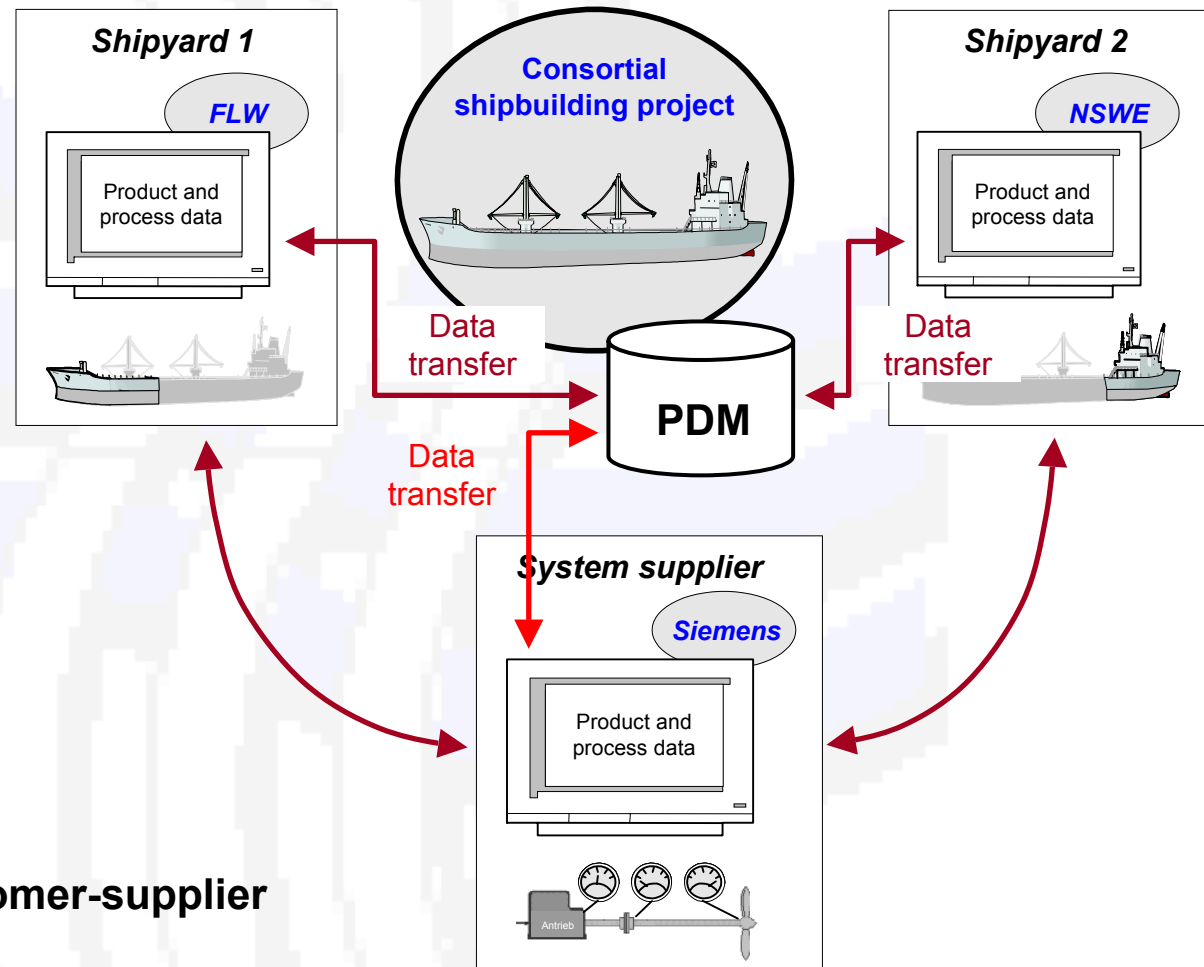 Shipyard 1
FLW
Product and
process data
Consortial
shipbuilding project
Shipyard 2
NSWE
Product and
process data
Data
transfer
Data
transfer
PDM
Data
transfer
System supplier
Siemens
Product and
process data
Antrieb
omer-supplier